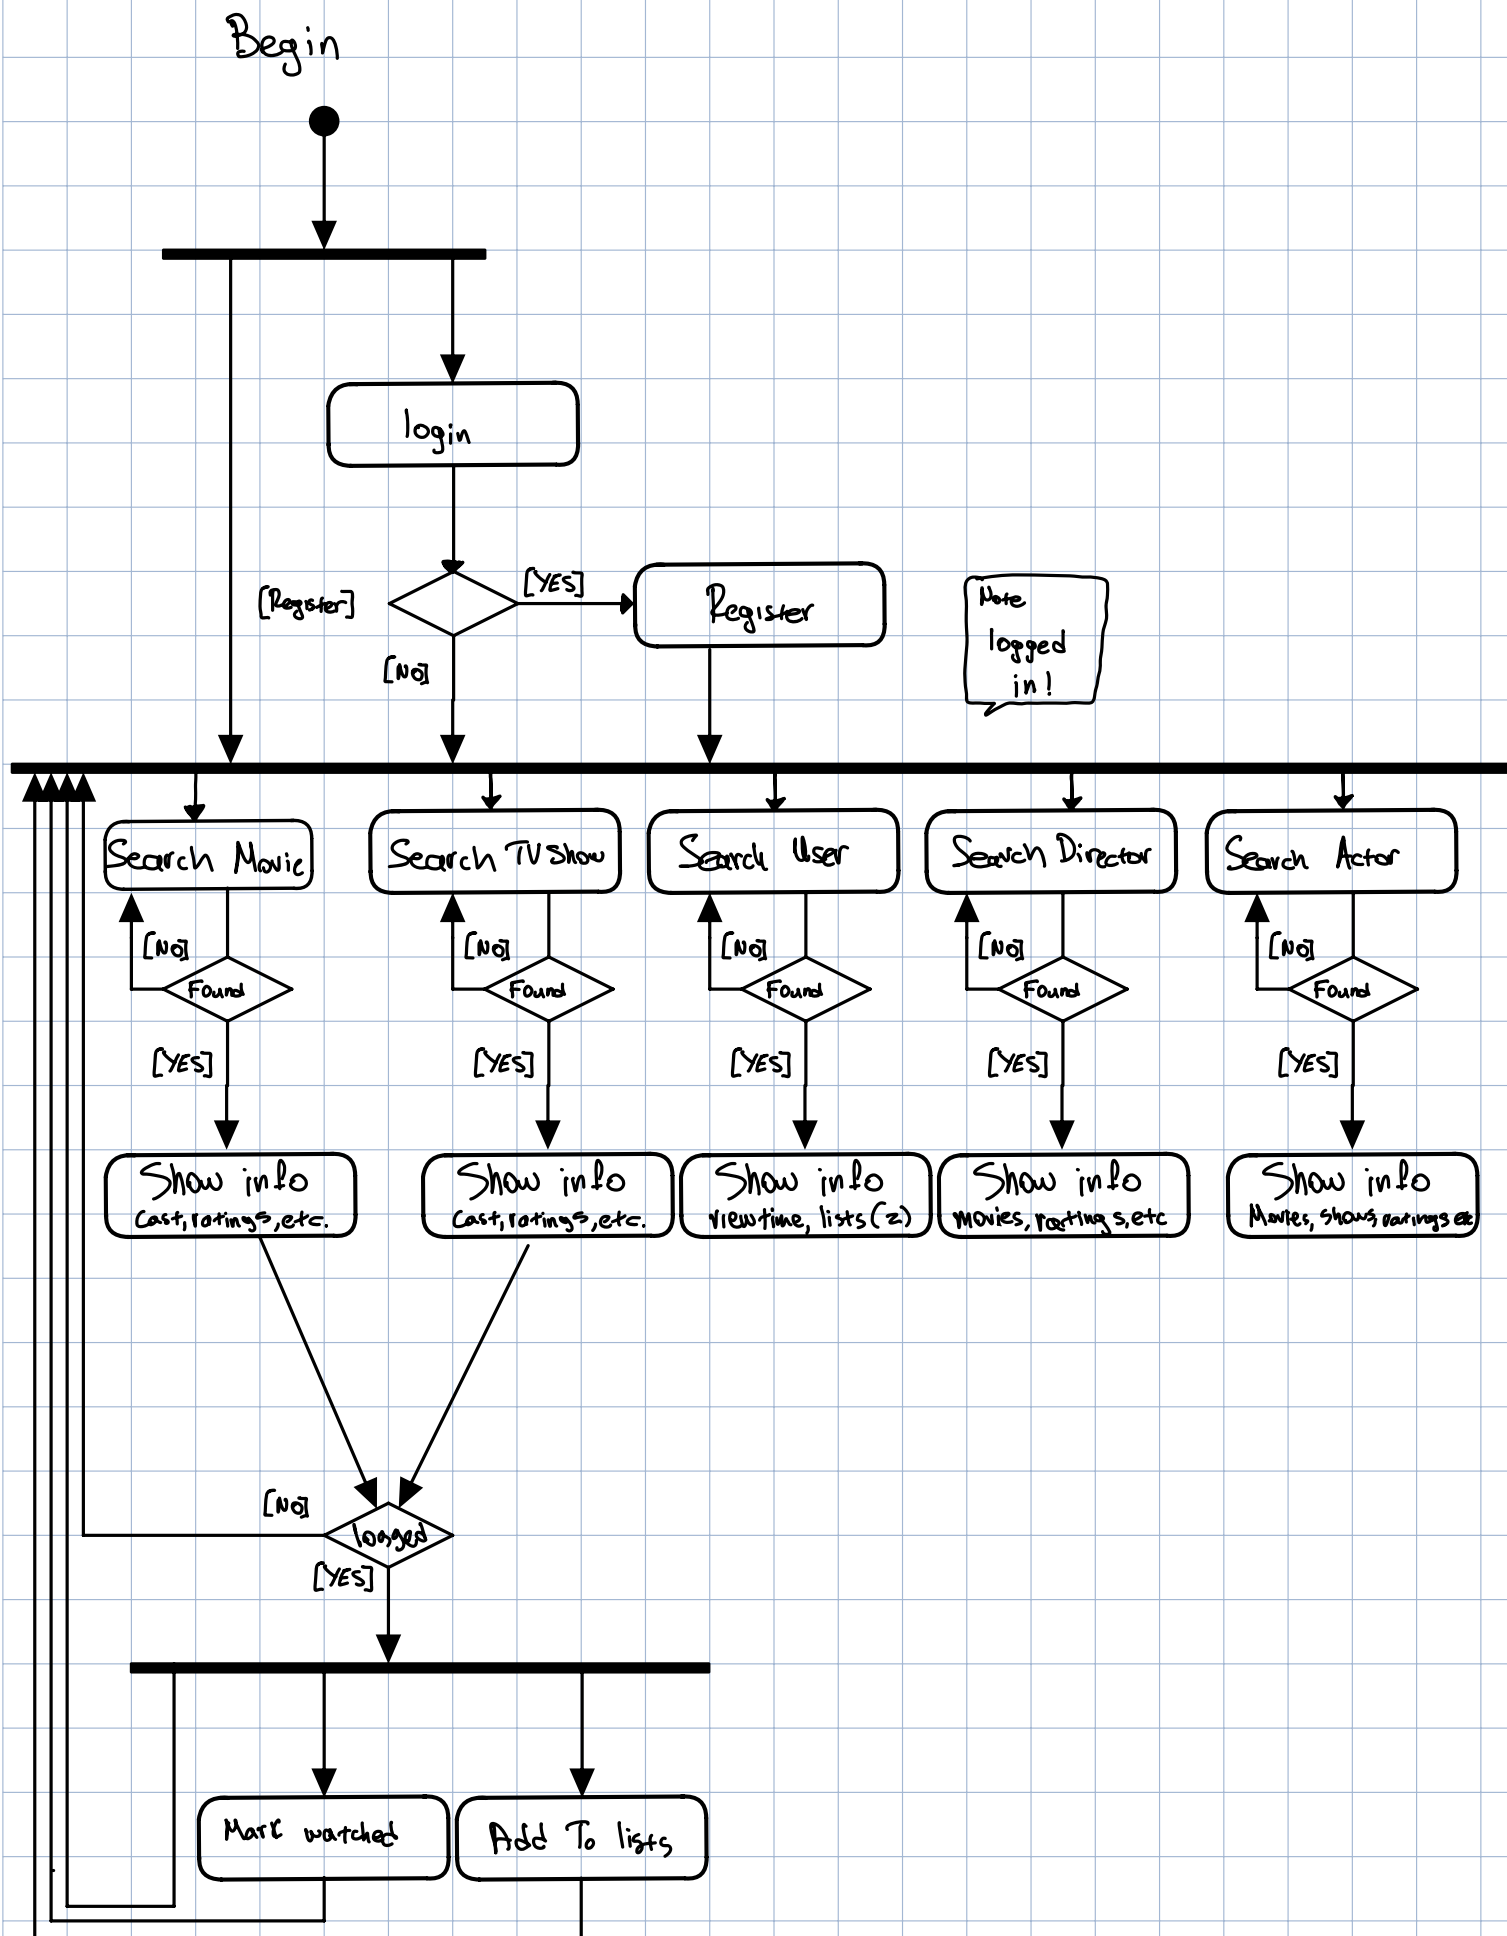 Begin
login
[Register]
[YES]
Register
[NO]
Note
logged
in!
Search Movie
Search TV Show
Search User
Search Director
Search Actor
[NO]
[NO]
[NO]
[NO]
[NO]
Found
Found
Found
Found
Found
[YES]
[YES]
[YES]
[YES]
[YES]
Show info
cast, ratings, etc.
Show info
cast, ratings, etc.
Show info
viewtime, lists (2)
Show info
movies, ratings, etc
Show info
Movies, shows, ratings etc
[NO]
logged
[YES]
Mark watched
Add To lists